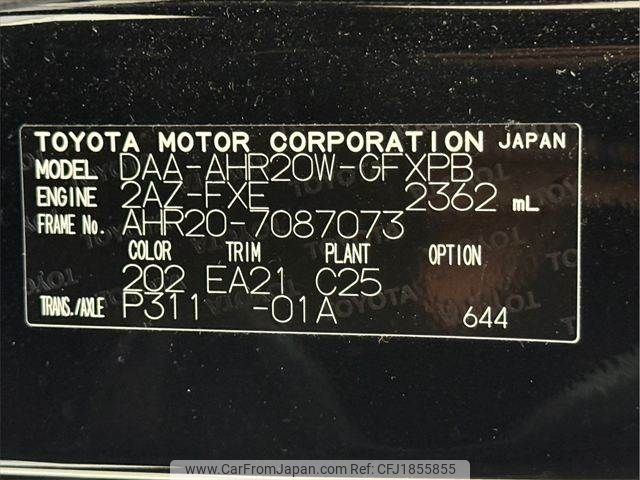 TOYOTA MOTOR CORPORATION JAPAN
MODEL DAA-AHR20W-GFXPB
ENGINE 2AZ-FXE 2362 mL
FRAME No. AHR20-7087073
COLOR TRIM PLANT OPTION
202 EA21 C25
TRANS./AXLE P311 -01A 644
www.CarFromJapan.com CFJ1855855